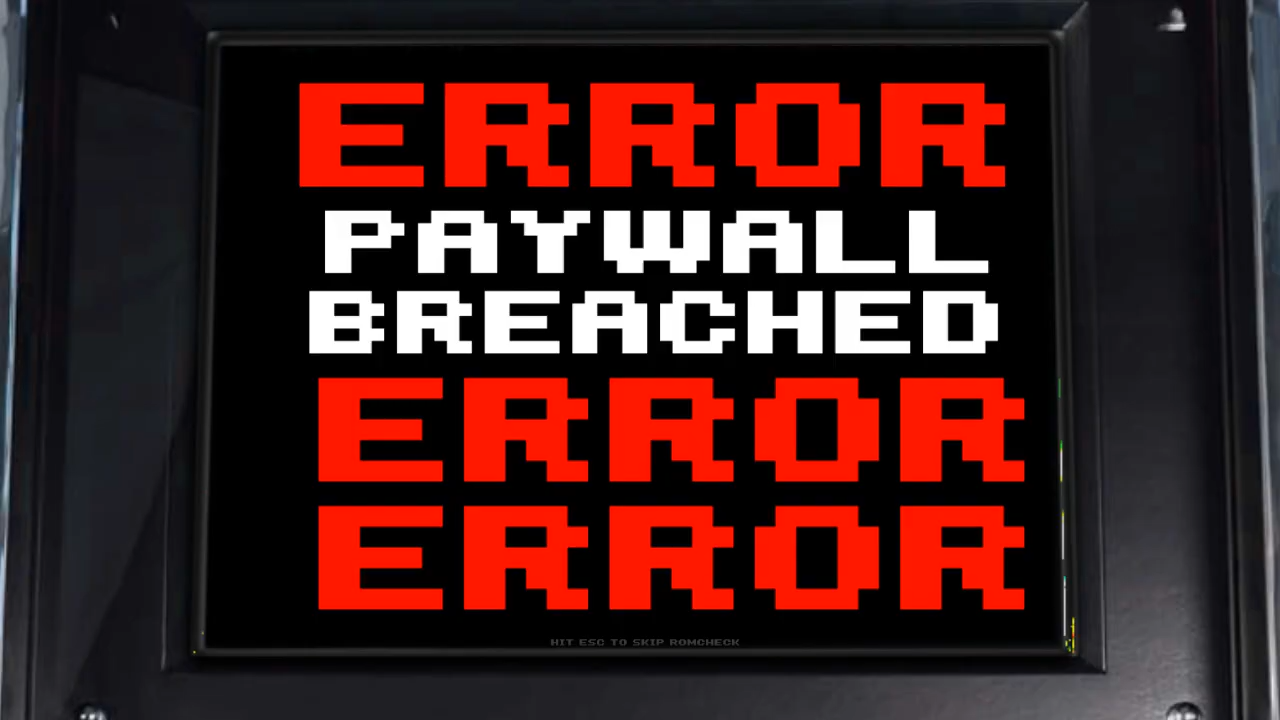 ERROR
PAYWALL
BREACHED
ERROR
ERROR
HIT ESC TO SKIP ROMCHECK